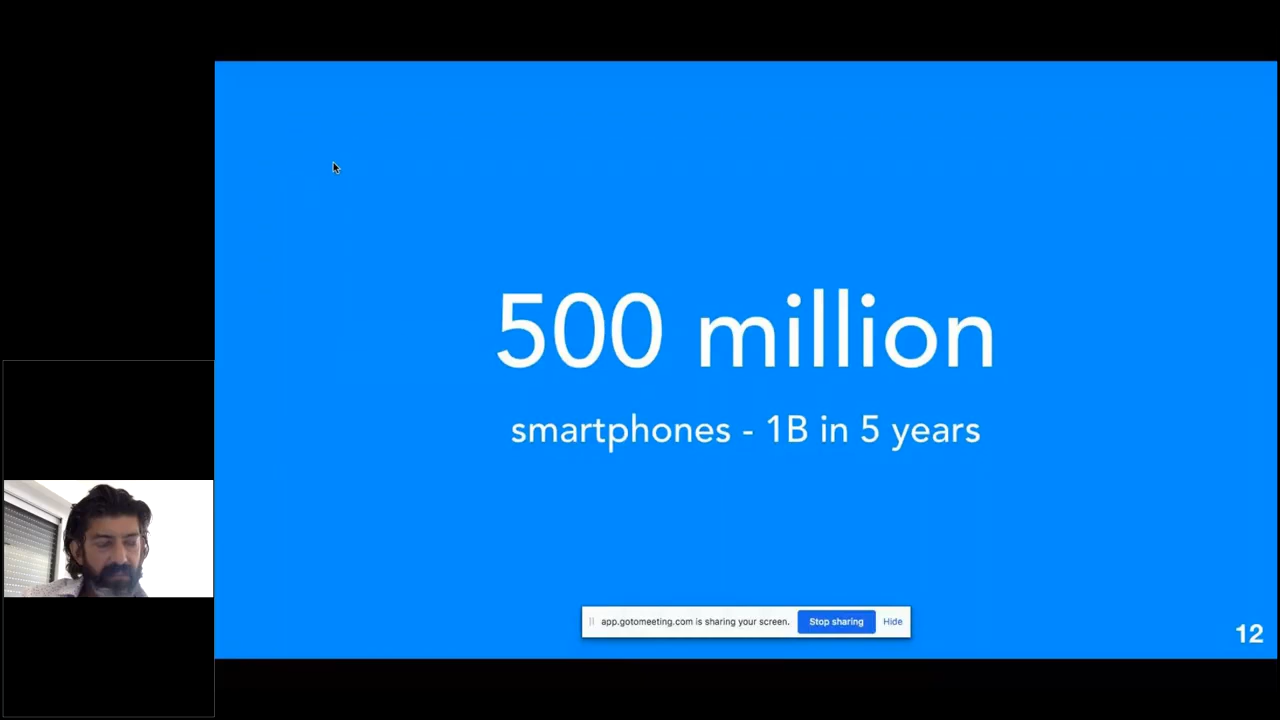 500 million
smartphones - 1B in 5 years
app.gotomeeting.com is sharing your screen. Stop sharing Hide
12